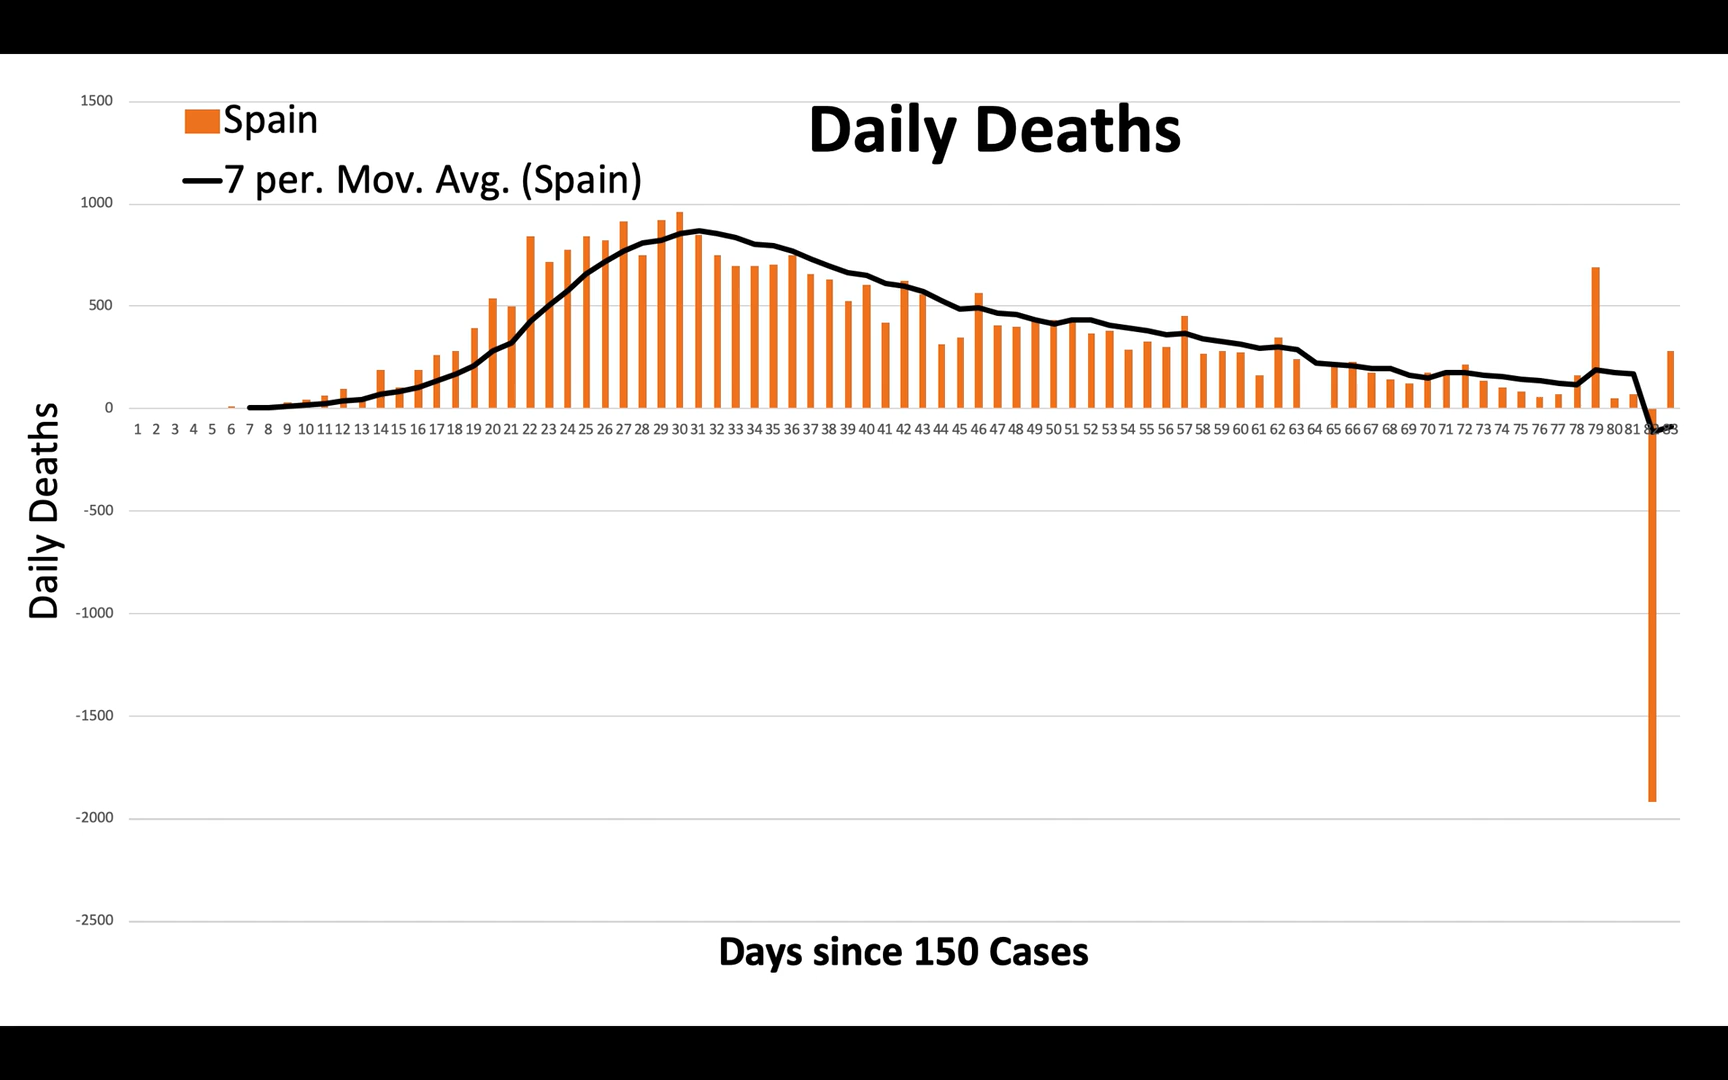 Daily Deaths
Spain
7 per. Mov. Avg. (Spain)
1500
1000
500
0
-500
-1000
-1500
-2000
-2500
Daily Deaths
1 2 3 4 5 6 7 8 9 10 11 12 13 14 15 16 17 18 19 20 21 22 23 24 25 26 27 28 29 30 31 32 33 34 35 36 37 38 39 40 41 42 43 44 45 46 47 48 49 50 51 52 53 54 55 56 57 58 59 60 61 62 63 64 65 66 67 68 69 70 71 72 73 74 75 76 77 78 79 80 81 82 83
Days since 150 Cases